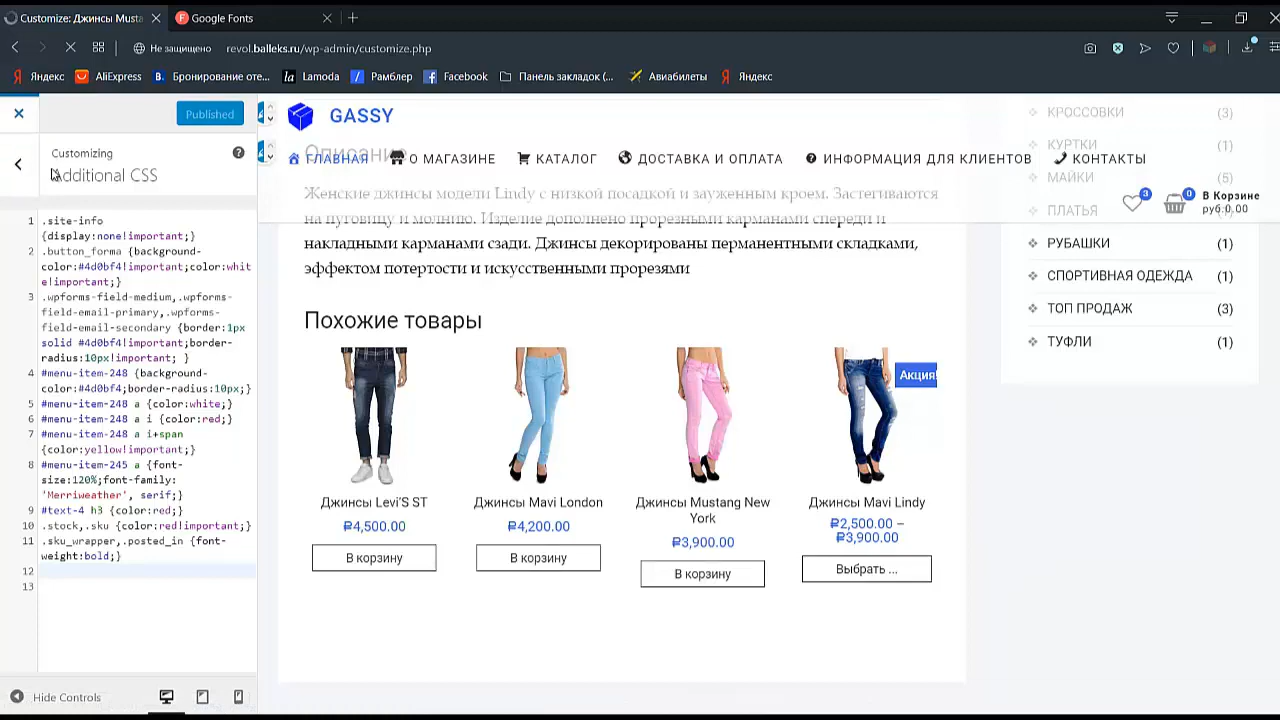 Customize: Джинсы Musta
Google Fonts
Не защищено
revol.balleks.ru/wp-admin/customize.php
Яндекс
AliExpress
Бронирование оте...
Lamoda
Рамблер
Facebook
Панель закладок (...
Авиабилеты
Яндекс
Published
GASSY
КРОССОВКИ (3)
Customizing
Additional CSS
Описание
ГЛАВНАЯ
О МАГАЗИНЕ
КАТАЛОГ
ДОСТАВКА И ОПЛАТА
ИНФОРМАЦИЯ ДЛЯ КЛИЕНТОВ
КОНТАКТЫ
КУРТКИ (1)
МАЙКИ (5)
ПЛАТЬЯ (1)
3
0
В Корзине
руб.0.00
Женские джинсы модели Lindy с низкой посадкой и зауженным кроем. Застегиваются
на пуговицу и молнию. Изделие дополнено прорезными карманами спереди и
накладными карманами сзади. Джинсы декорированы перманентными складками,
эффектом потертости и искусственными прорезями
РУБАШКИ (1)
СПОРТИВНАЯ ОДЕЖДА (1)
ТОП ПРОДАЖ (3)
ТУФЛИ (1)
1 .site-info
{display:none!important;}
2 .button_forma {background-
color:#4d0bf4!important;color:whit
e!important;}
3 .wpforms-field-medium,.wpforms-
field-email-primary,.wpforms-
field-email-secondary {border:1px
solid #4d0bf4!important;border-
radius:10px!important; }
4 #menu-item-248 {background-
color:#4d0bf4;border-radius:10px;}
5 #menu-item-248 a {color:white;}
6 #menu-item-248 a i {color:red;}
7 #menu-item-248 a i+span
{color:yellow!important;}
8 #menu-item-245 a {font-
size:120%;font-family:
'Merriweather', serif;}
9 #text-4 h3 {color:red;}
10 .stock,.sku {color:red!important;}
11 .sku_wrapper,.posted_in {font-
weight:bold;}
12
13
Похожие товары
Акция!
Джинсы Levi'S ST
₽4,500.00
В корзину
Джинсы Mavi London
₽4,200.00
В корзину
Джинсы Mustang New
York
₽3,900.00
В корзину
Джинсы Mavi Lindy
₽2,500.00 –
₽3,900.00
Выбрать ...
Hide Controls